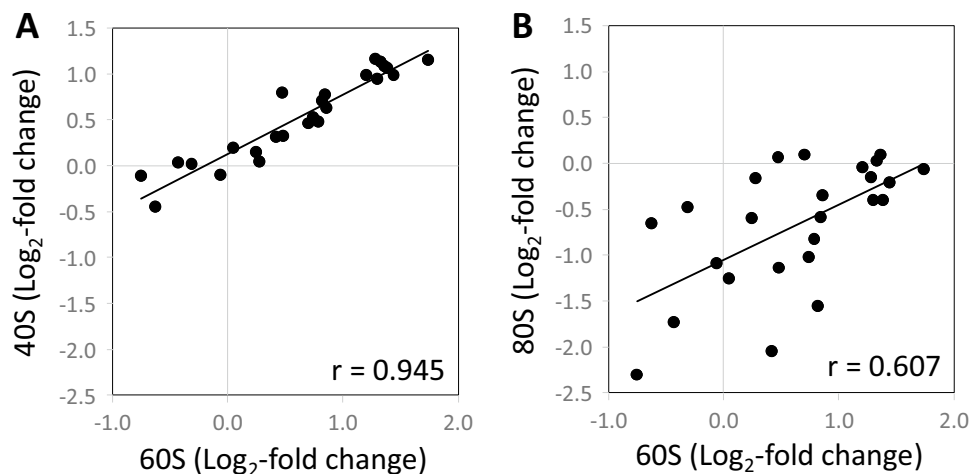 A
40S (Log₂-fold change)
1.5
1.0
0.5
0.0
-0.5
-1.0
-1.5
-2.0
-2.5
r = 0.945
-1.0 0.0 1.0 2.0
60S (Log₂-fold change)
B
80S (Log₂-fold change)
1.5
1.0
0.5
0.0
-0.5
-1.0
-1.5
-2.0
-2.5
r = 0.607
-1.0 0.0 1.0 2.0
60S (Log₂-fold change)